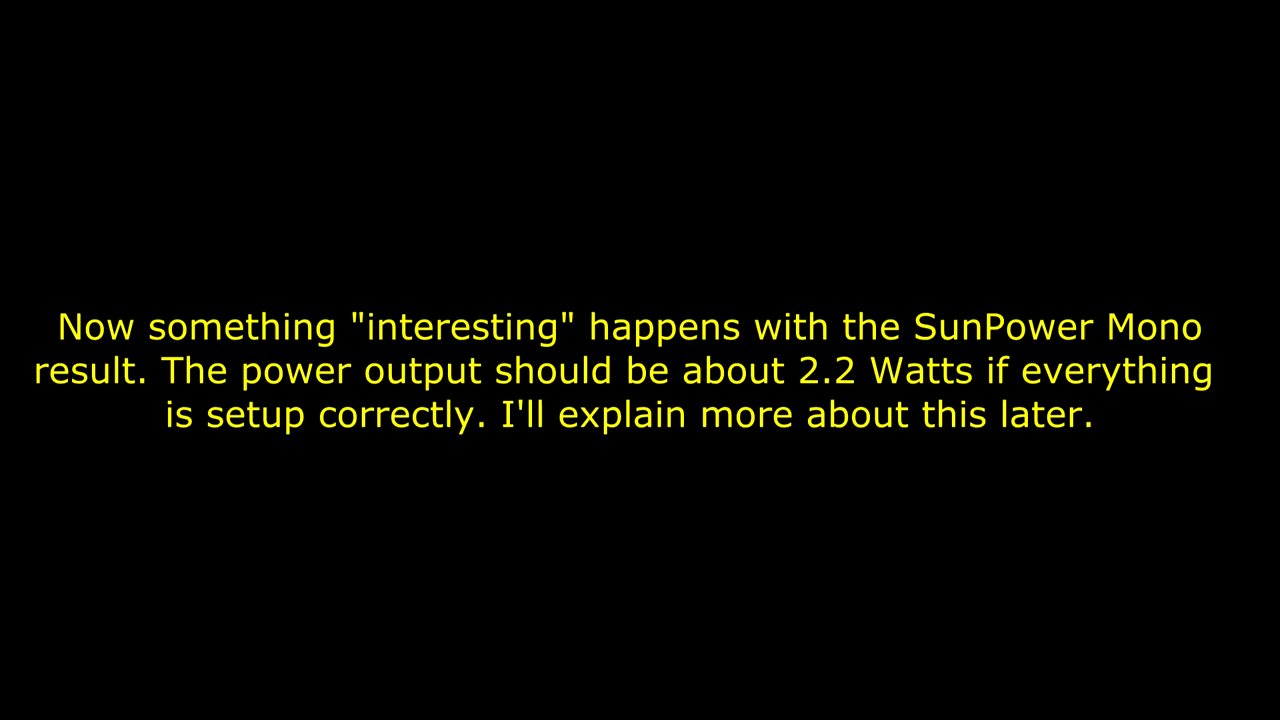 Now something "interesting" happens with the SunPower Mono
result. The power output should be about 2.2 Watts if everything
is setup correctly. I'll explain more about this later.